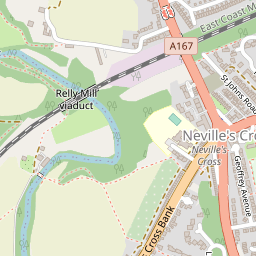 East Coast M
A167
Relly Mill
viaduct
St Johns Road
Neville's Cro
Neville's
Cross
Geoffrey Avenue
Cross Bank